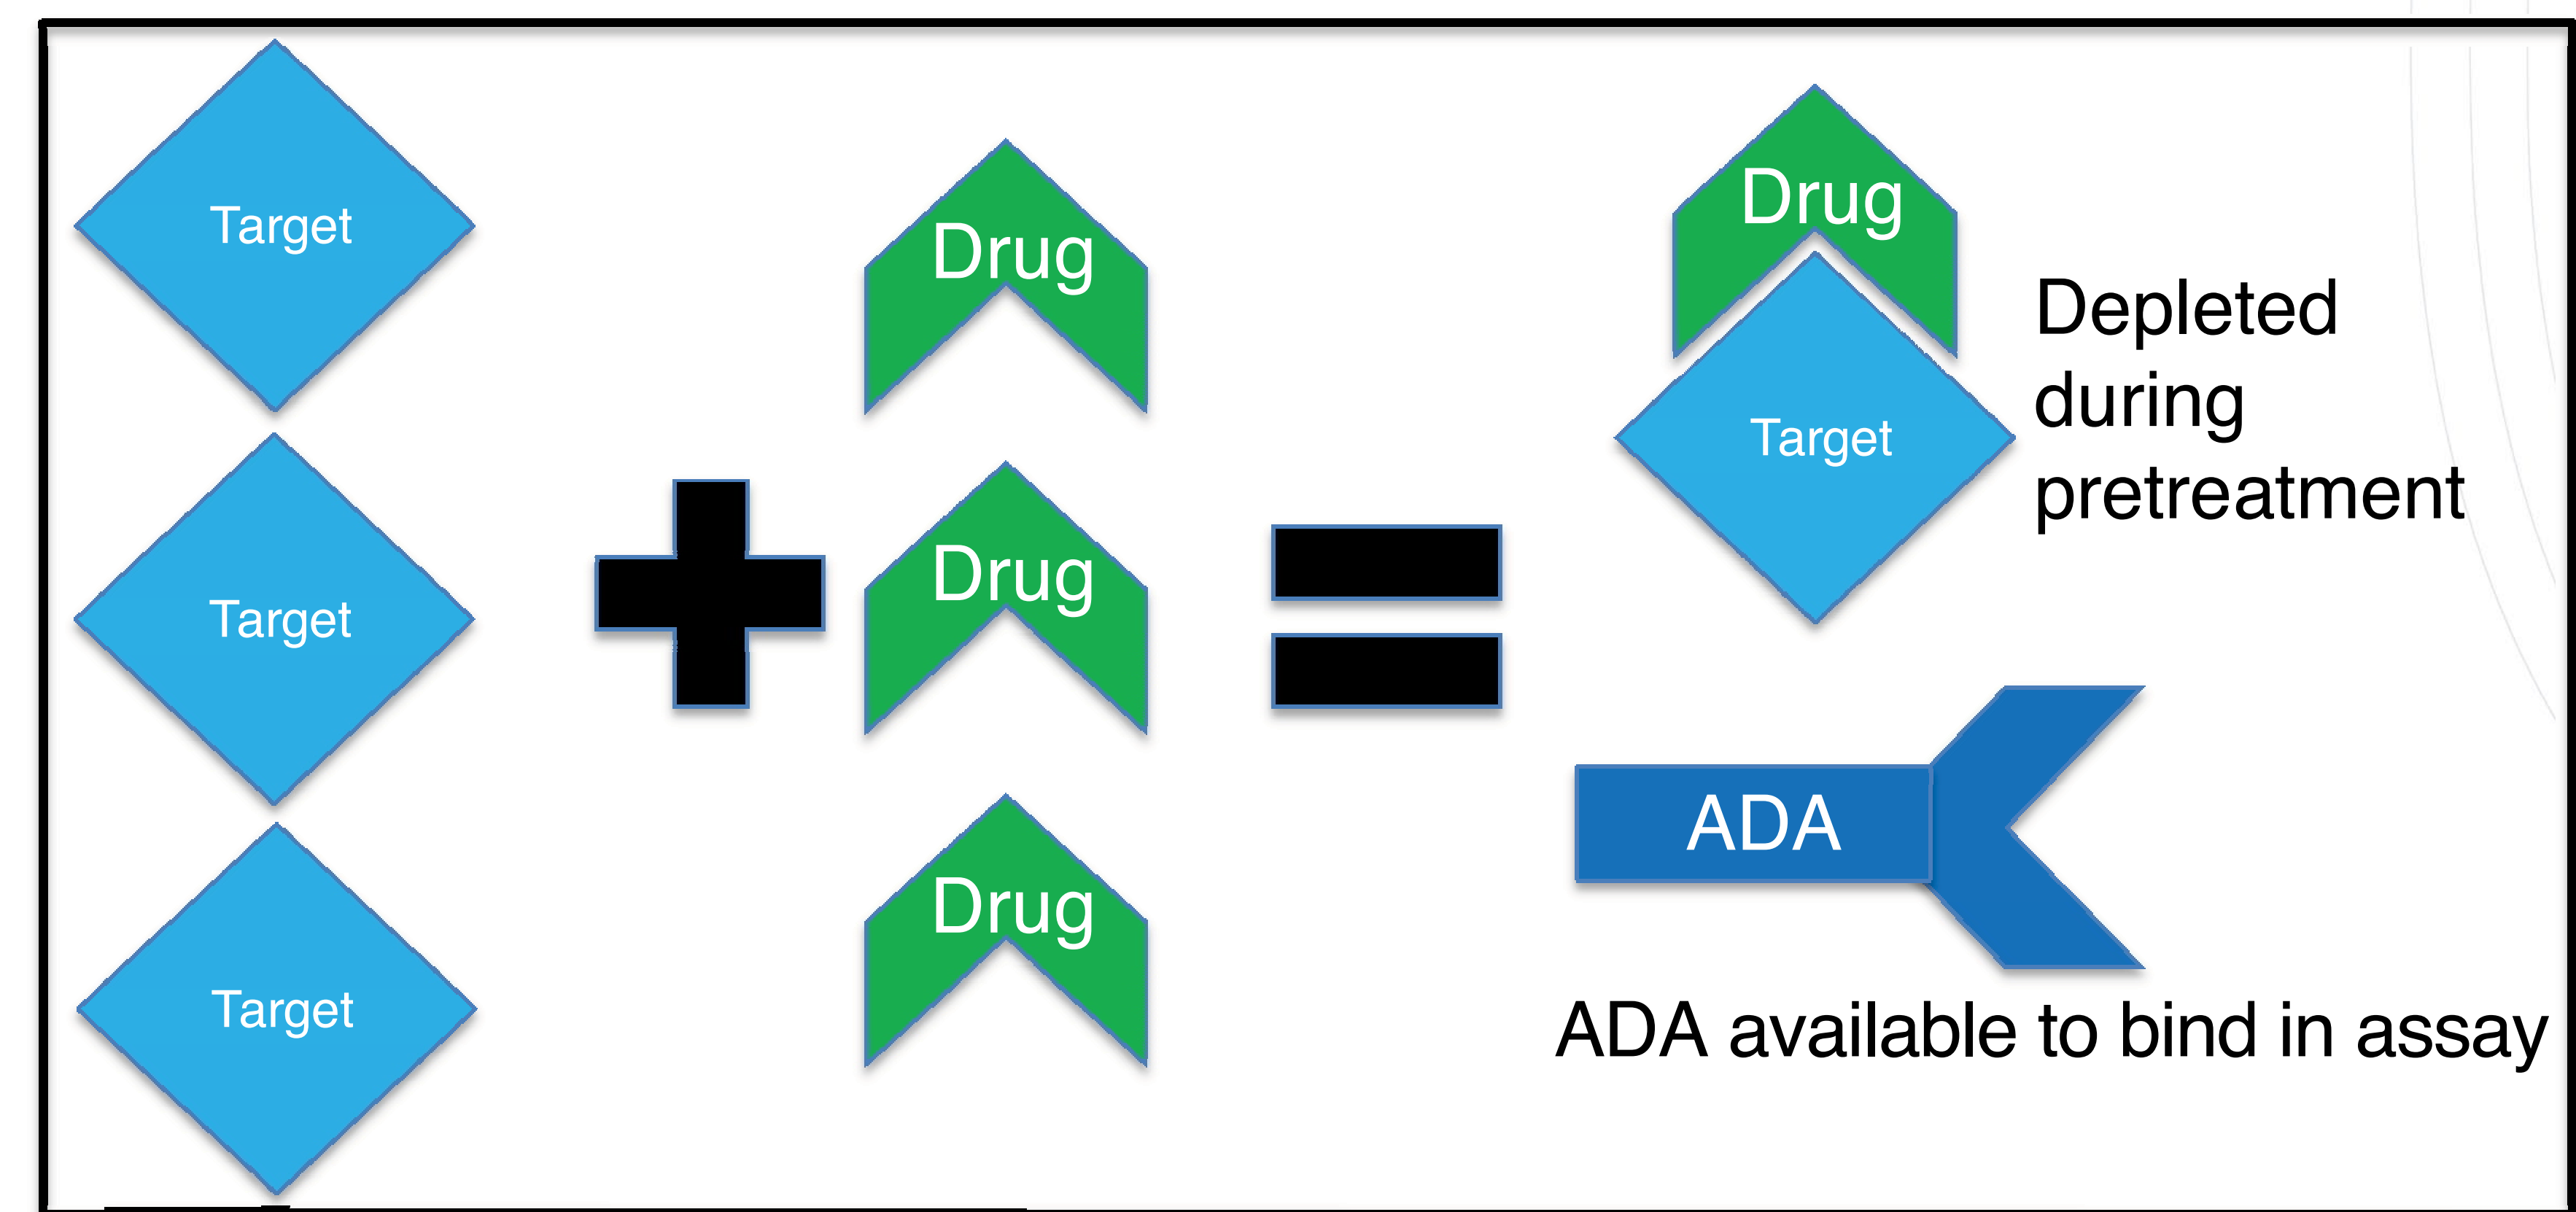 Target
Target
Target
Drug
Drug
Drug
Drug
Target
Depleted
during
pretreatment
ADA
ADA available to bind in assay